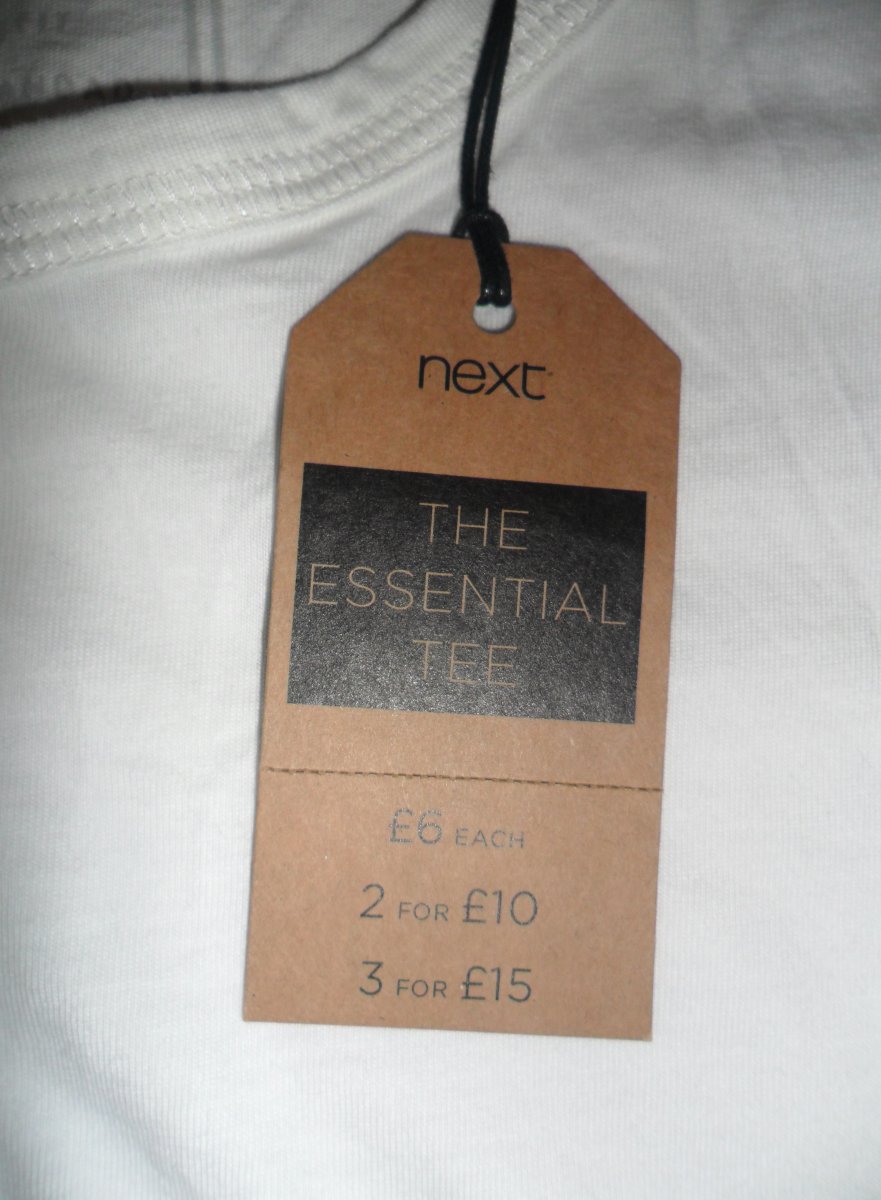 next
THE
ESSENTIAL
TEE
£6 EACH
2 FOR £10
3 FOR £15